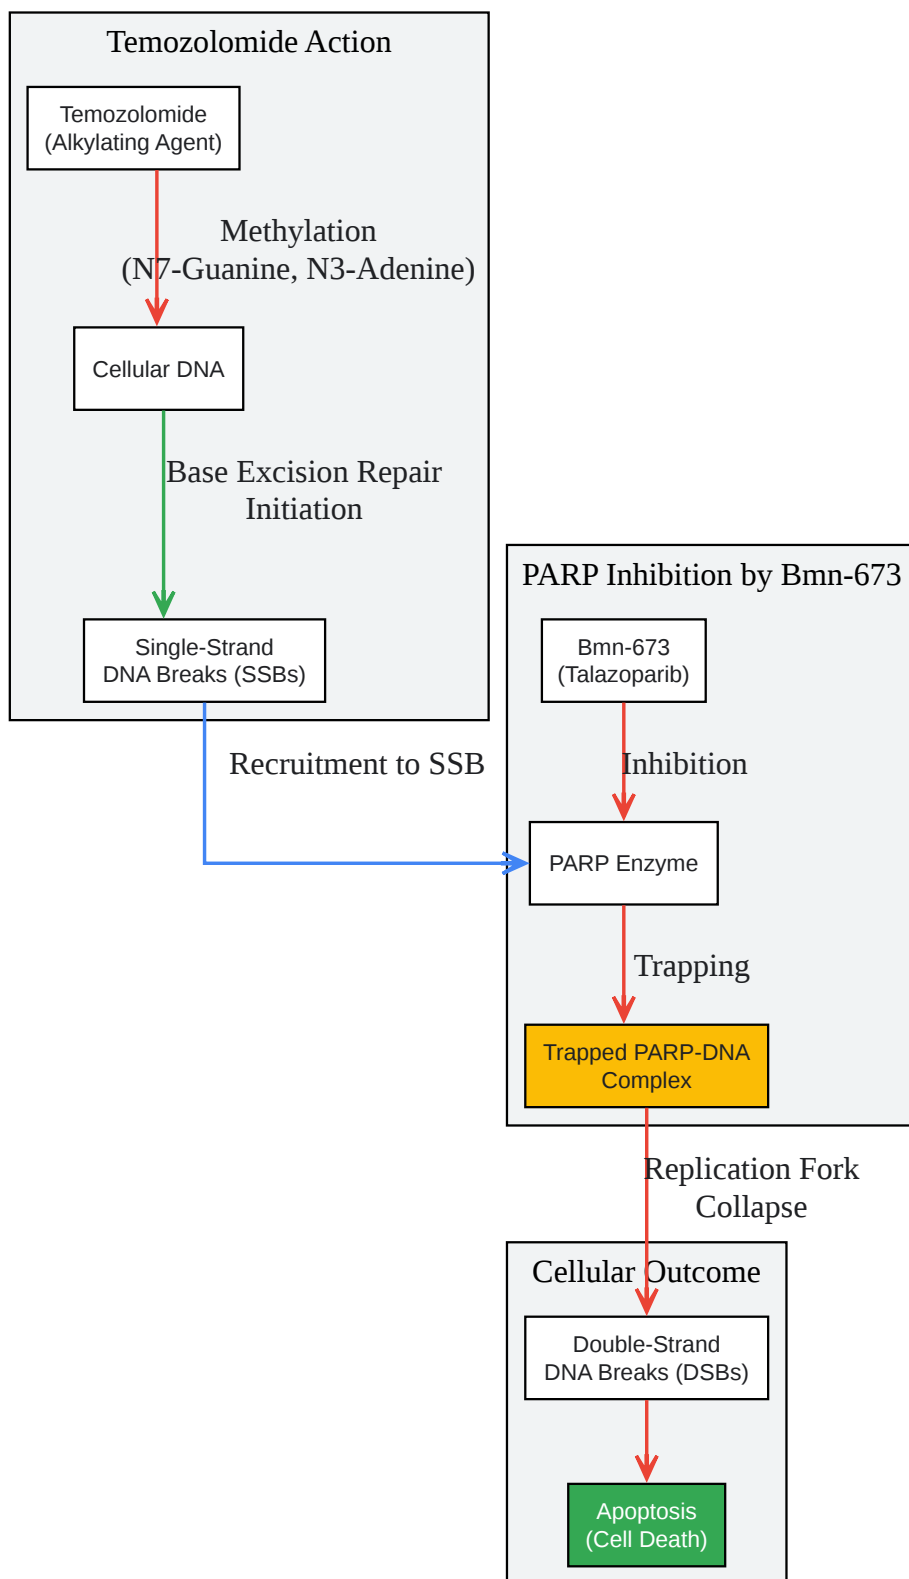 Temozolomide Action
Temozolomide
(Alkylating Agent)
Methylation
(N7-Guanine, N3-Adenine)
Cellular DNA
Base Excision Repair
Initiation
Single-Strand
DNA Breaks (SSBs)
Recruitment to SSB
PARP Inhibition by Bmn-673
Bmn-673
(Talazoparib)
Inhibition
PARP Enzyme
Trapping
Trapped PARP-DNA
Complex
Replication Fork
Collapse
Cellular Outcome
Double-Strand
DNA Breaks (DSBs)
Apoptosis
(Cell Death)